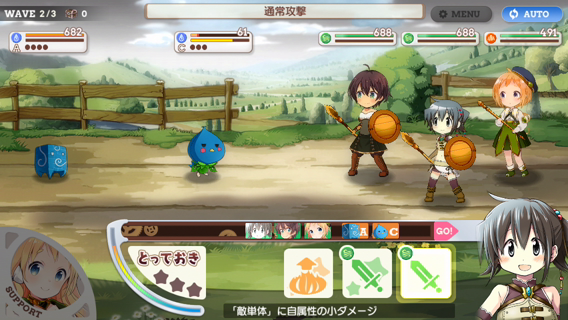 WAVE 2/3 0
通常攻撃
MENU
AUTO
682
A
61
C
688
688
491
A C GO!
とっておき
SUPPORT
「敵単体」に自属性の小ダメージ